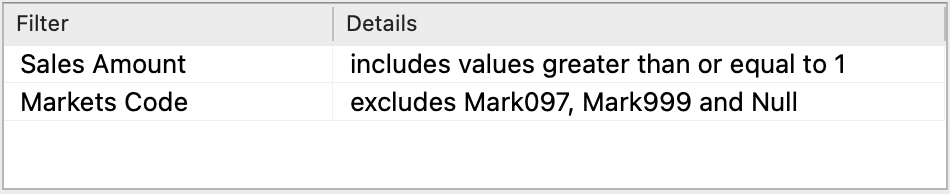 Filter Details
Sales Amount includes values greater than or equal to 1
Markets Code excludes Mark097, Mark999 and Null